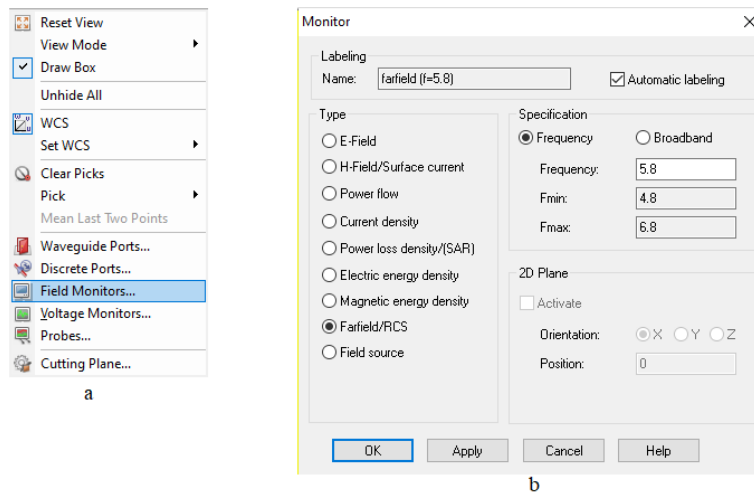 Reset View
View Mode
Draw Box
Unhide All
WCS
Set WCS
Clear Picks
Pick
Mean Last Two Points
Waveguide Ports...
Discrete Ports...
Field Monitors...
Voltage Monitors...
Probes...
Cutting Plane...
a
Monitor
Labeling
Name: farfield (f=5.8) Automatic labeling
Type
E-Field
H-Field/Surface current
Power flow
Current density
Power loss density/(SAR)
Electric energy density
Magnetic energy density
Farfield/RCS
Field source
Specification
Frequency Broadband
Frequency: 5.8
Fmin: 4.8
Fmax: 6.8
2D Plane
Activate
Orientation: X Y Z
Position: 0
OK Apply Cancel Help
b